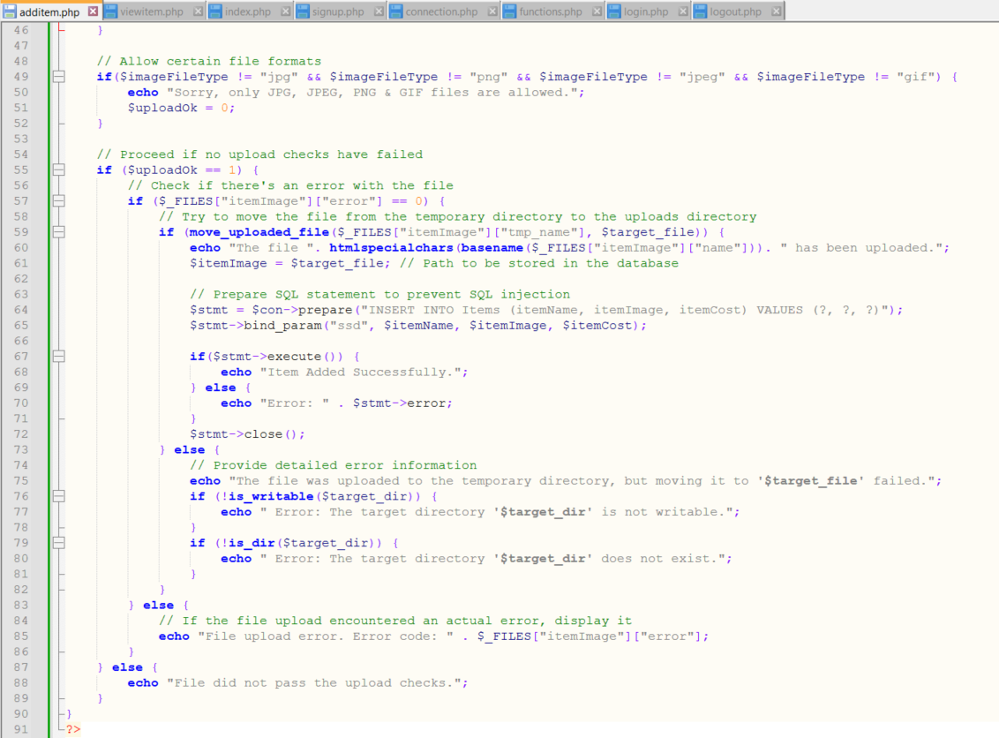 additem.php viewitem.php index.php signup.php connection.php functions.php login.php logout.php
46 }
47
48 // Allow certain file formats
49 if($imageFileType != "jpg" && $imageFileType != "png" && $imageFileType != "jpeg" && $imageFileType != "gif") {
50 echo "Sorry, only JPG, JPEG, PNG & GIF files are allowed.";
51 $uploadOk = 0;
52 }
53
54 // Proceed if no upload checks have failed
55 if ($uploadOk == 1) {
56 // Check if there's an error with the file
57 if ($_FILES["itemImage"]["error"] == 0) {
58 // Try to move the file from the temporary directory to the uploads directory
59 if (move_uploaded_file($_FILES["itemImage"]["tmp_name"], $target_file)) {
60 echo "The file ". htmlspecialchars(basename($_FILES["itemImage"]["name"])). " has been uploaded.";
61 $itemImage = $target_file; // Path to be stored in the database
62
63 // Prepare SQL statement to prevent SQL injection
64 $stmt = $con->prepare("INSERT INTO Items (itemName, itemImage, itemCost) VALUES (?, ?, ?)");
65 $stmt->bind_param("ssd", $itemName, $itemImage, $itemCost);
66
67 if($stmt->execute()) {
68 echo "Item Added Successfully.";
69 } else {
70 echo "Error: " . $stmt->error;
71 }
72 $stmt->close();
73 } else {
74 // Provide detailed error information
75 echo "The file was uploaded to the temporary directory, but moving it to '$target_file' failed.";
76 if (!is_writable($target_dir)) {
77 echo " Error: The target directory '$target_dir' is not writable.";
78 }
79 if (!is_dir($target_dir)) {
80 echo " Error: The target directory '$target_dir' does not exist.";
81 }
82 }
83 } else {
84 // If the file upload encountered an actual error, display it
85 echo "File upload error. Error code: " . $_FILES["itemImage"]["error"];
86 }
87 } else {
88 echo "File did not pass the upload checks.";
89 }
90 }
91 ?>